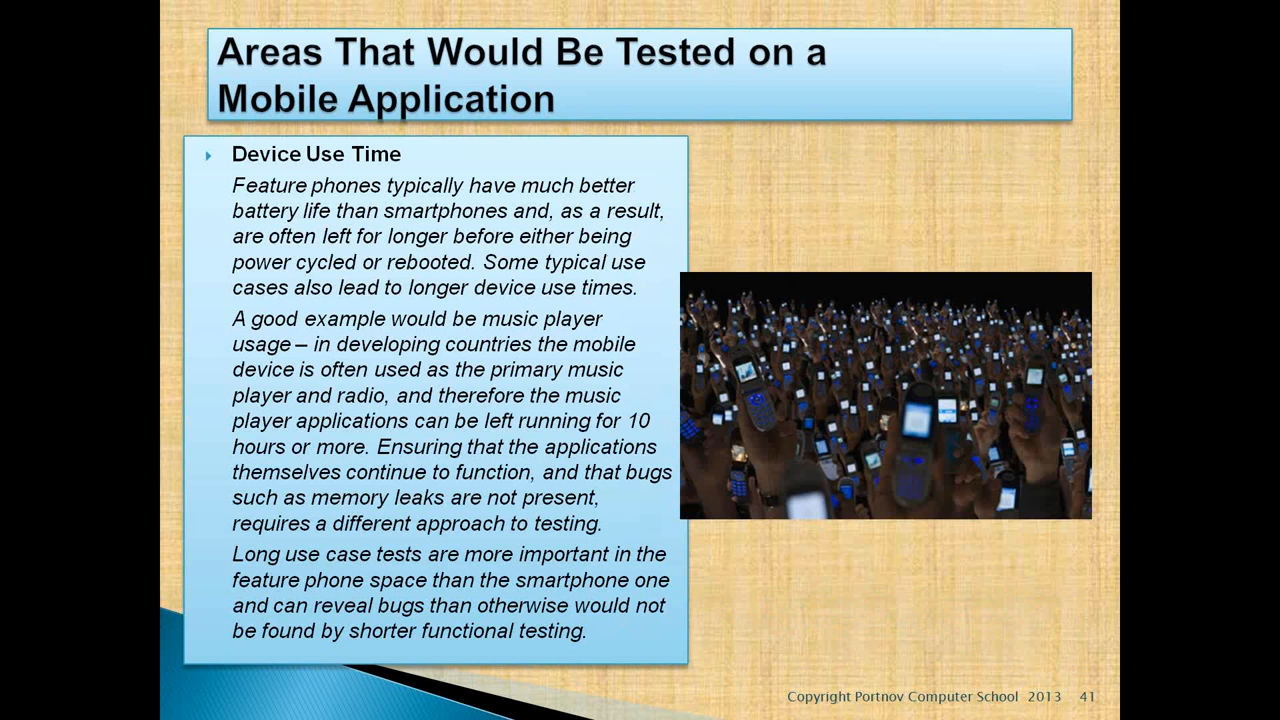 Areas That Would Be Tested on a
Mobile Application
Device Use Time
Feature phones typically have much better
battery life than smartphones and, as a result,
are often left for longer before either being
power cycled or rebooted. Some typical use
cases also lead to longer device use times.
A good example would be music player
usage – in developing countries the mobile
device is often used as the primary music
player and radio, and therefore the music
player applications can be left running for 10
hours or more. Ensuring that the applications
themselves continue to function, and that bugs
such as memory leaks are not present,
requires a different approach to testing.
Long use case tests are more important in the
feature phone space than the smartphone one
and can reveal bugs than otherwise would not
be found by shorter functional testing.
Copyright Portnov Computer School 2013 41